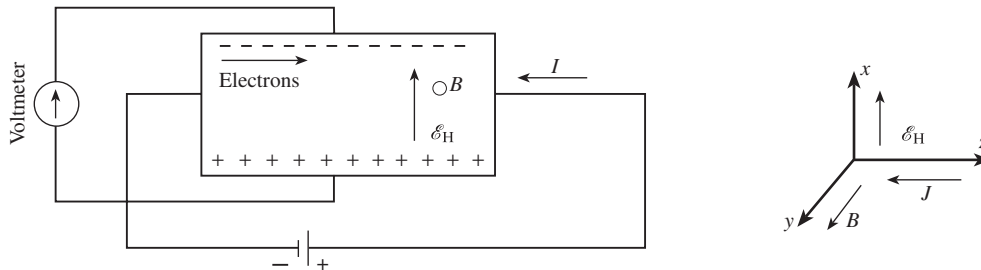 Voltmeter
− − − − − − − − − − −
Electrons
B
I
ℰH
+ + + + + + + + + + +
− +
x
ℰH
z
J
y
B